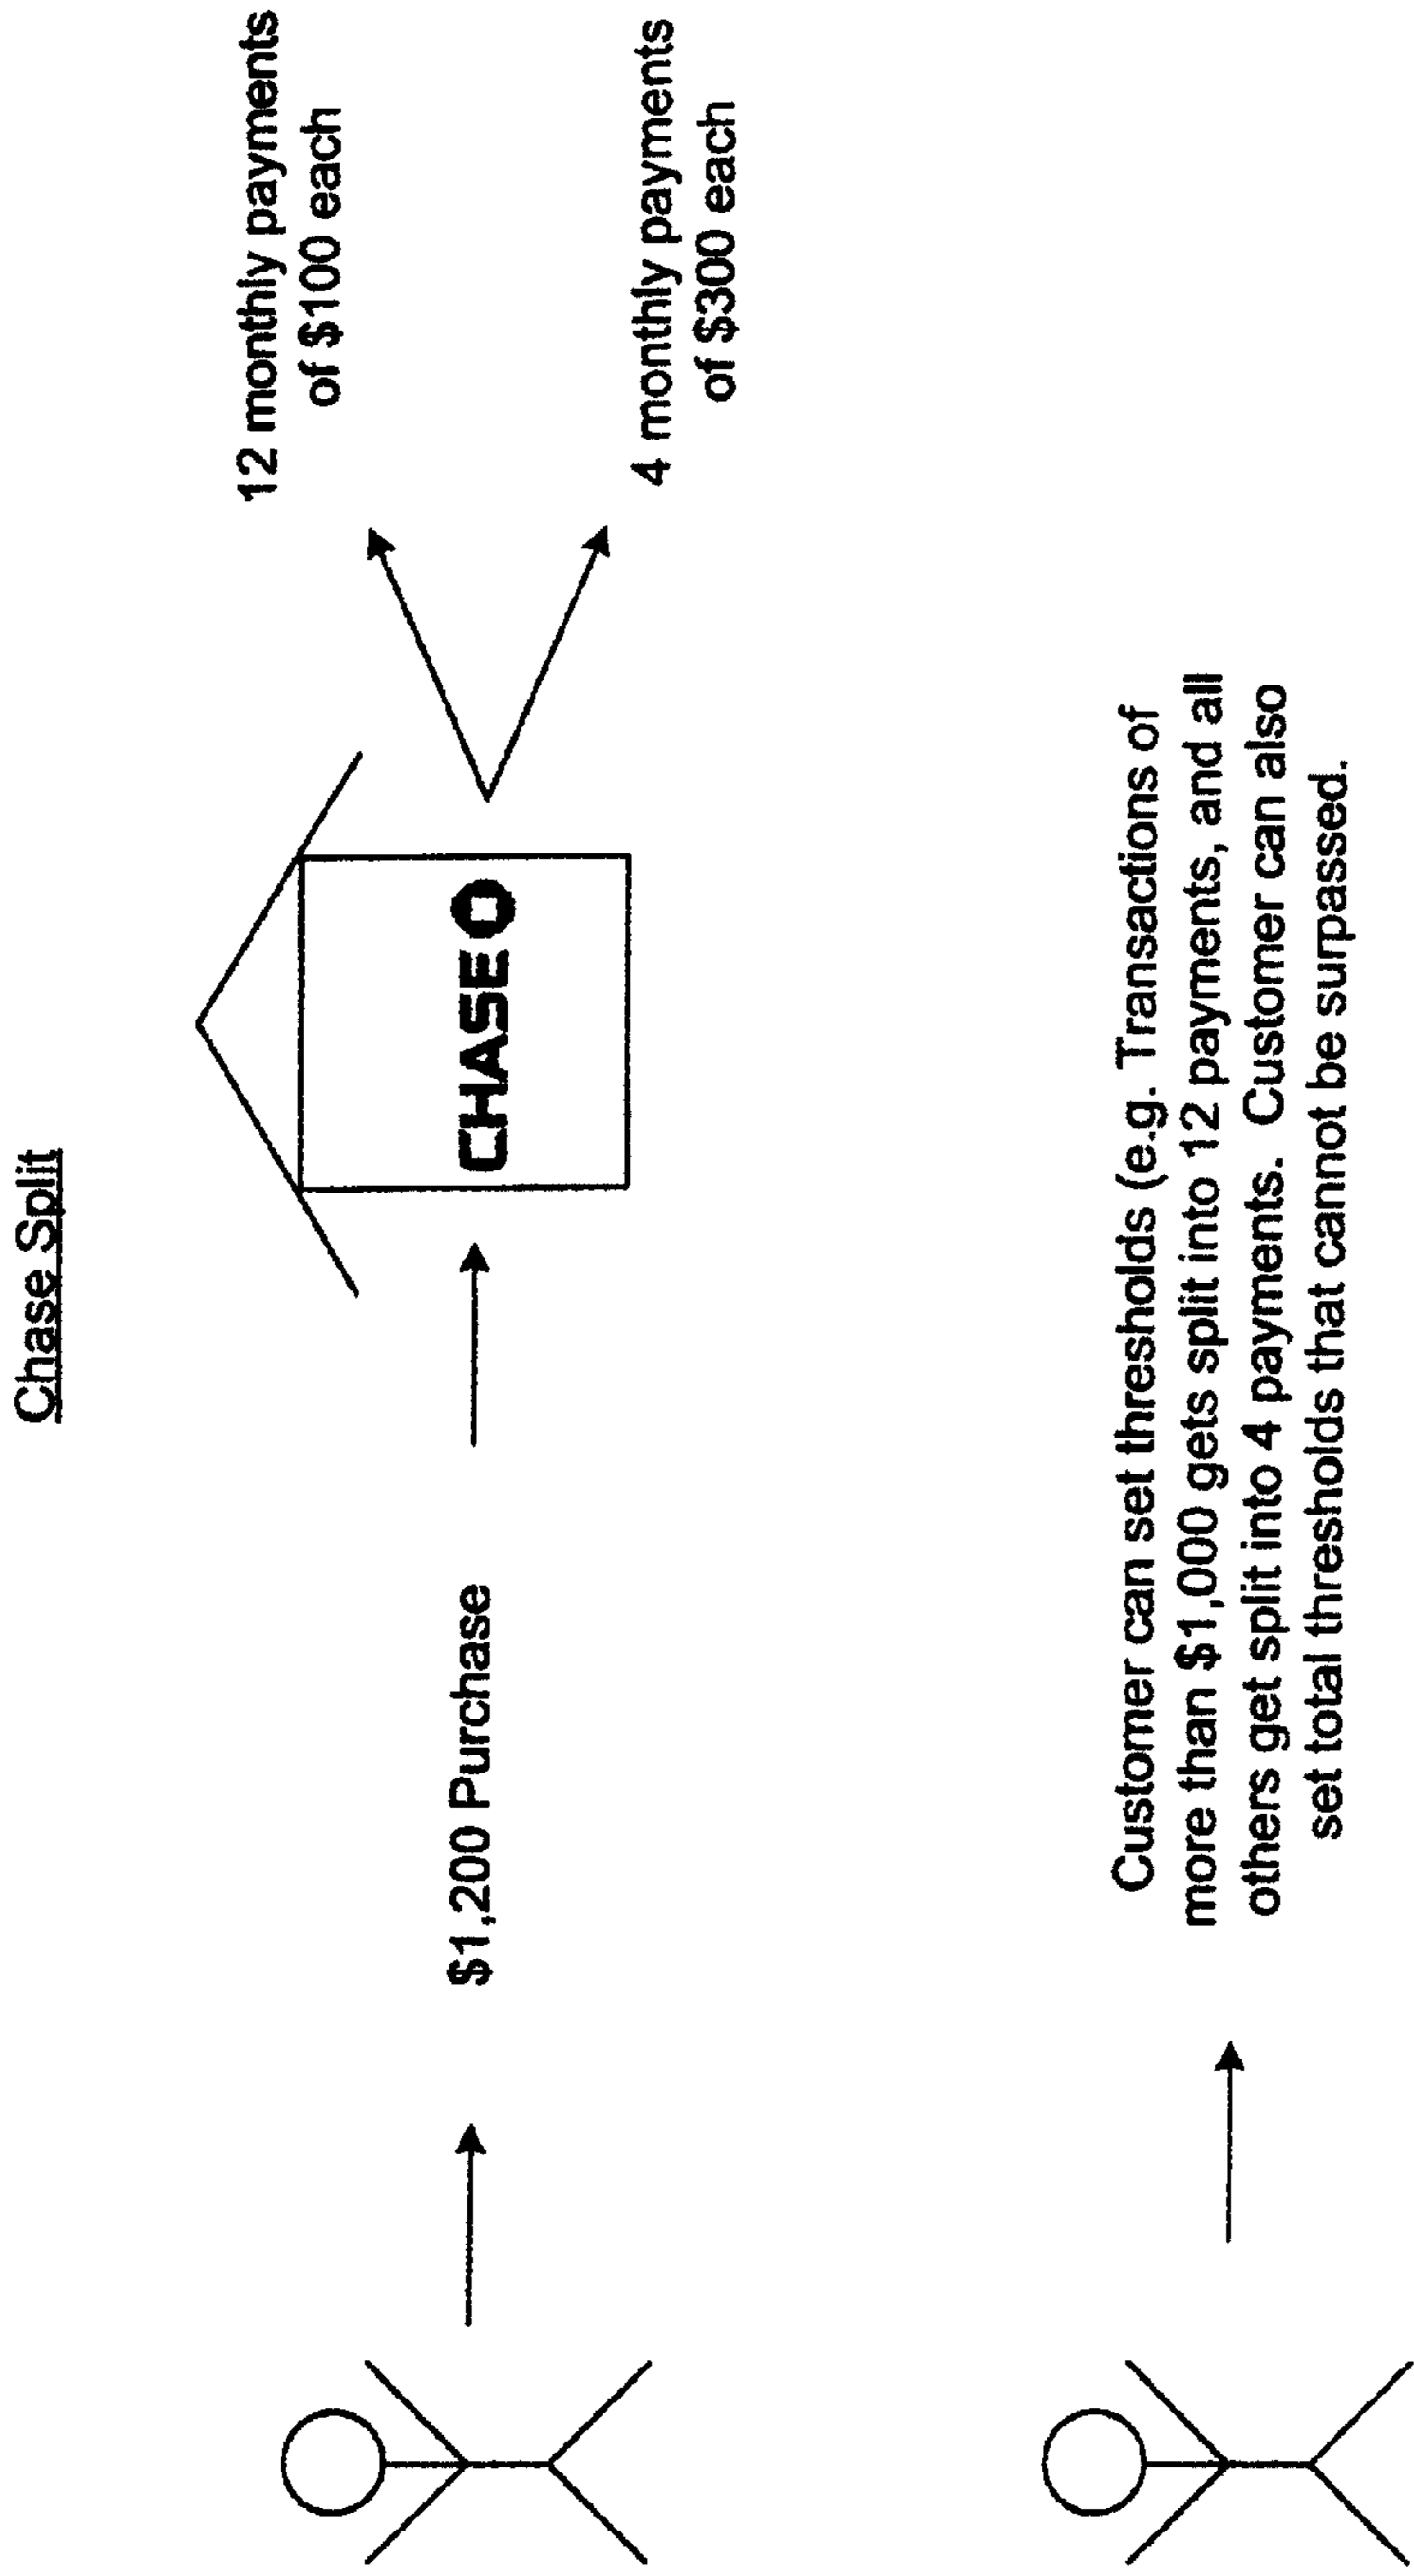 Chase Split
$1,200 Purchase
CHASE
12 monthly payments
of $100 each
4 monthly payments
of $300 each
Customer can set thresholds (e.g. Transactions of
more than $1,000 gets split into 12 payments, and all
others get split into 4 payments. Customer can also
set total thresholds that cannot be surpassed.